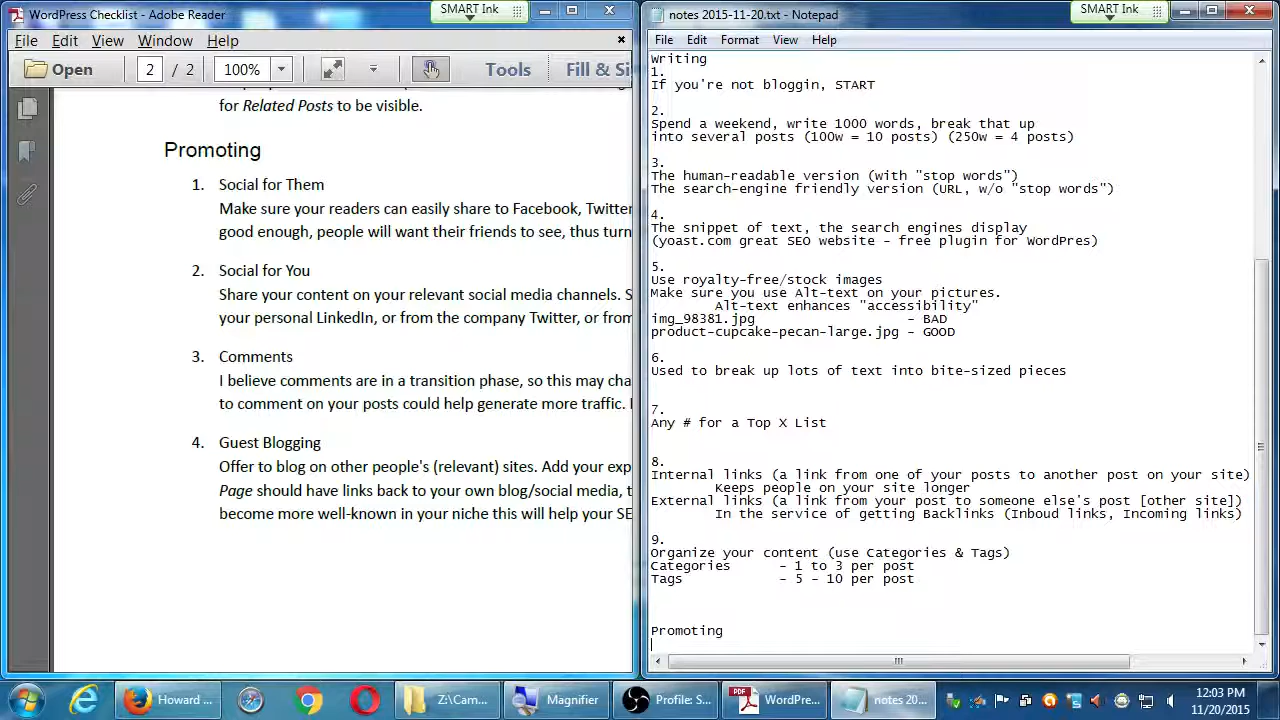 WordPress Checklist - Adobe Reader
SMART Ink
File Edit View Window Help
Open 2 / 2 100% Tools Fill & Si
for Related Posts to be visible.
Promoting
1. Social for Them
Make sure your readers can easily share to Facebook, Twitter
good enough, people will want their friends to see, thus turn
2. Social for You
Share your content on your relevant social media channels. S
your personal LinkedIn, or from the company Twitter, or from
3. Comments
I believe comments are in a transition phase, so this may cha
to comment on your posts could help generate more traffic.
4. Guest Blogging
Offer to blog on other people's (relevant) sites. Add your exp
Page should have links back to your own blog/social media, t
become more well-known in your niche this will help your SE
notes 2015-11-20.txt - Notepad
SMART Ink
File Edit Format View Help
Writing
1.
If you're not bloggin, START
2.
Spend a weekend, write 1000 words, break that up
into several posts (100w = 10 posts) (250w = 4 posts)
3.
The human-readable version (with "stop words")
The search-engine friendly version (URL, w/o "stop words")
4.
The snippet of text, the search engines display
(yoast.com great SEO website - free plugin for WordPres)
5.
Use royalty-free/stock images
Make sure you use Alt-text on your pictures.
Alt-text enhances "accessibility"
img_98381.jpg - BAD
product-cupcake-pecan-large.jpg - GOOD
6.
Used to break up lots of text into bite-sized pieces
7.
Any # for a Top X List
8.
Internal links (a link from one of your posts to another post on your site)
Keeps people on your site longer
External links (a link from your post to someone else's post [other site])
In the service of getting Backlinks (Inboud links, Incoming links)
9.
Organize your content (use Categories & Tags)
Categories - 1 to 3 per post
Tags - 5 - 10 per post
Promoting
Howard ... Z:\Cam... Magnifier Profile: S... WordPre... notes 20...
12:03 PM
11/20/2015